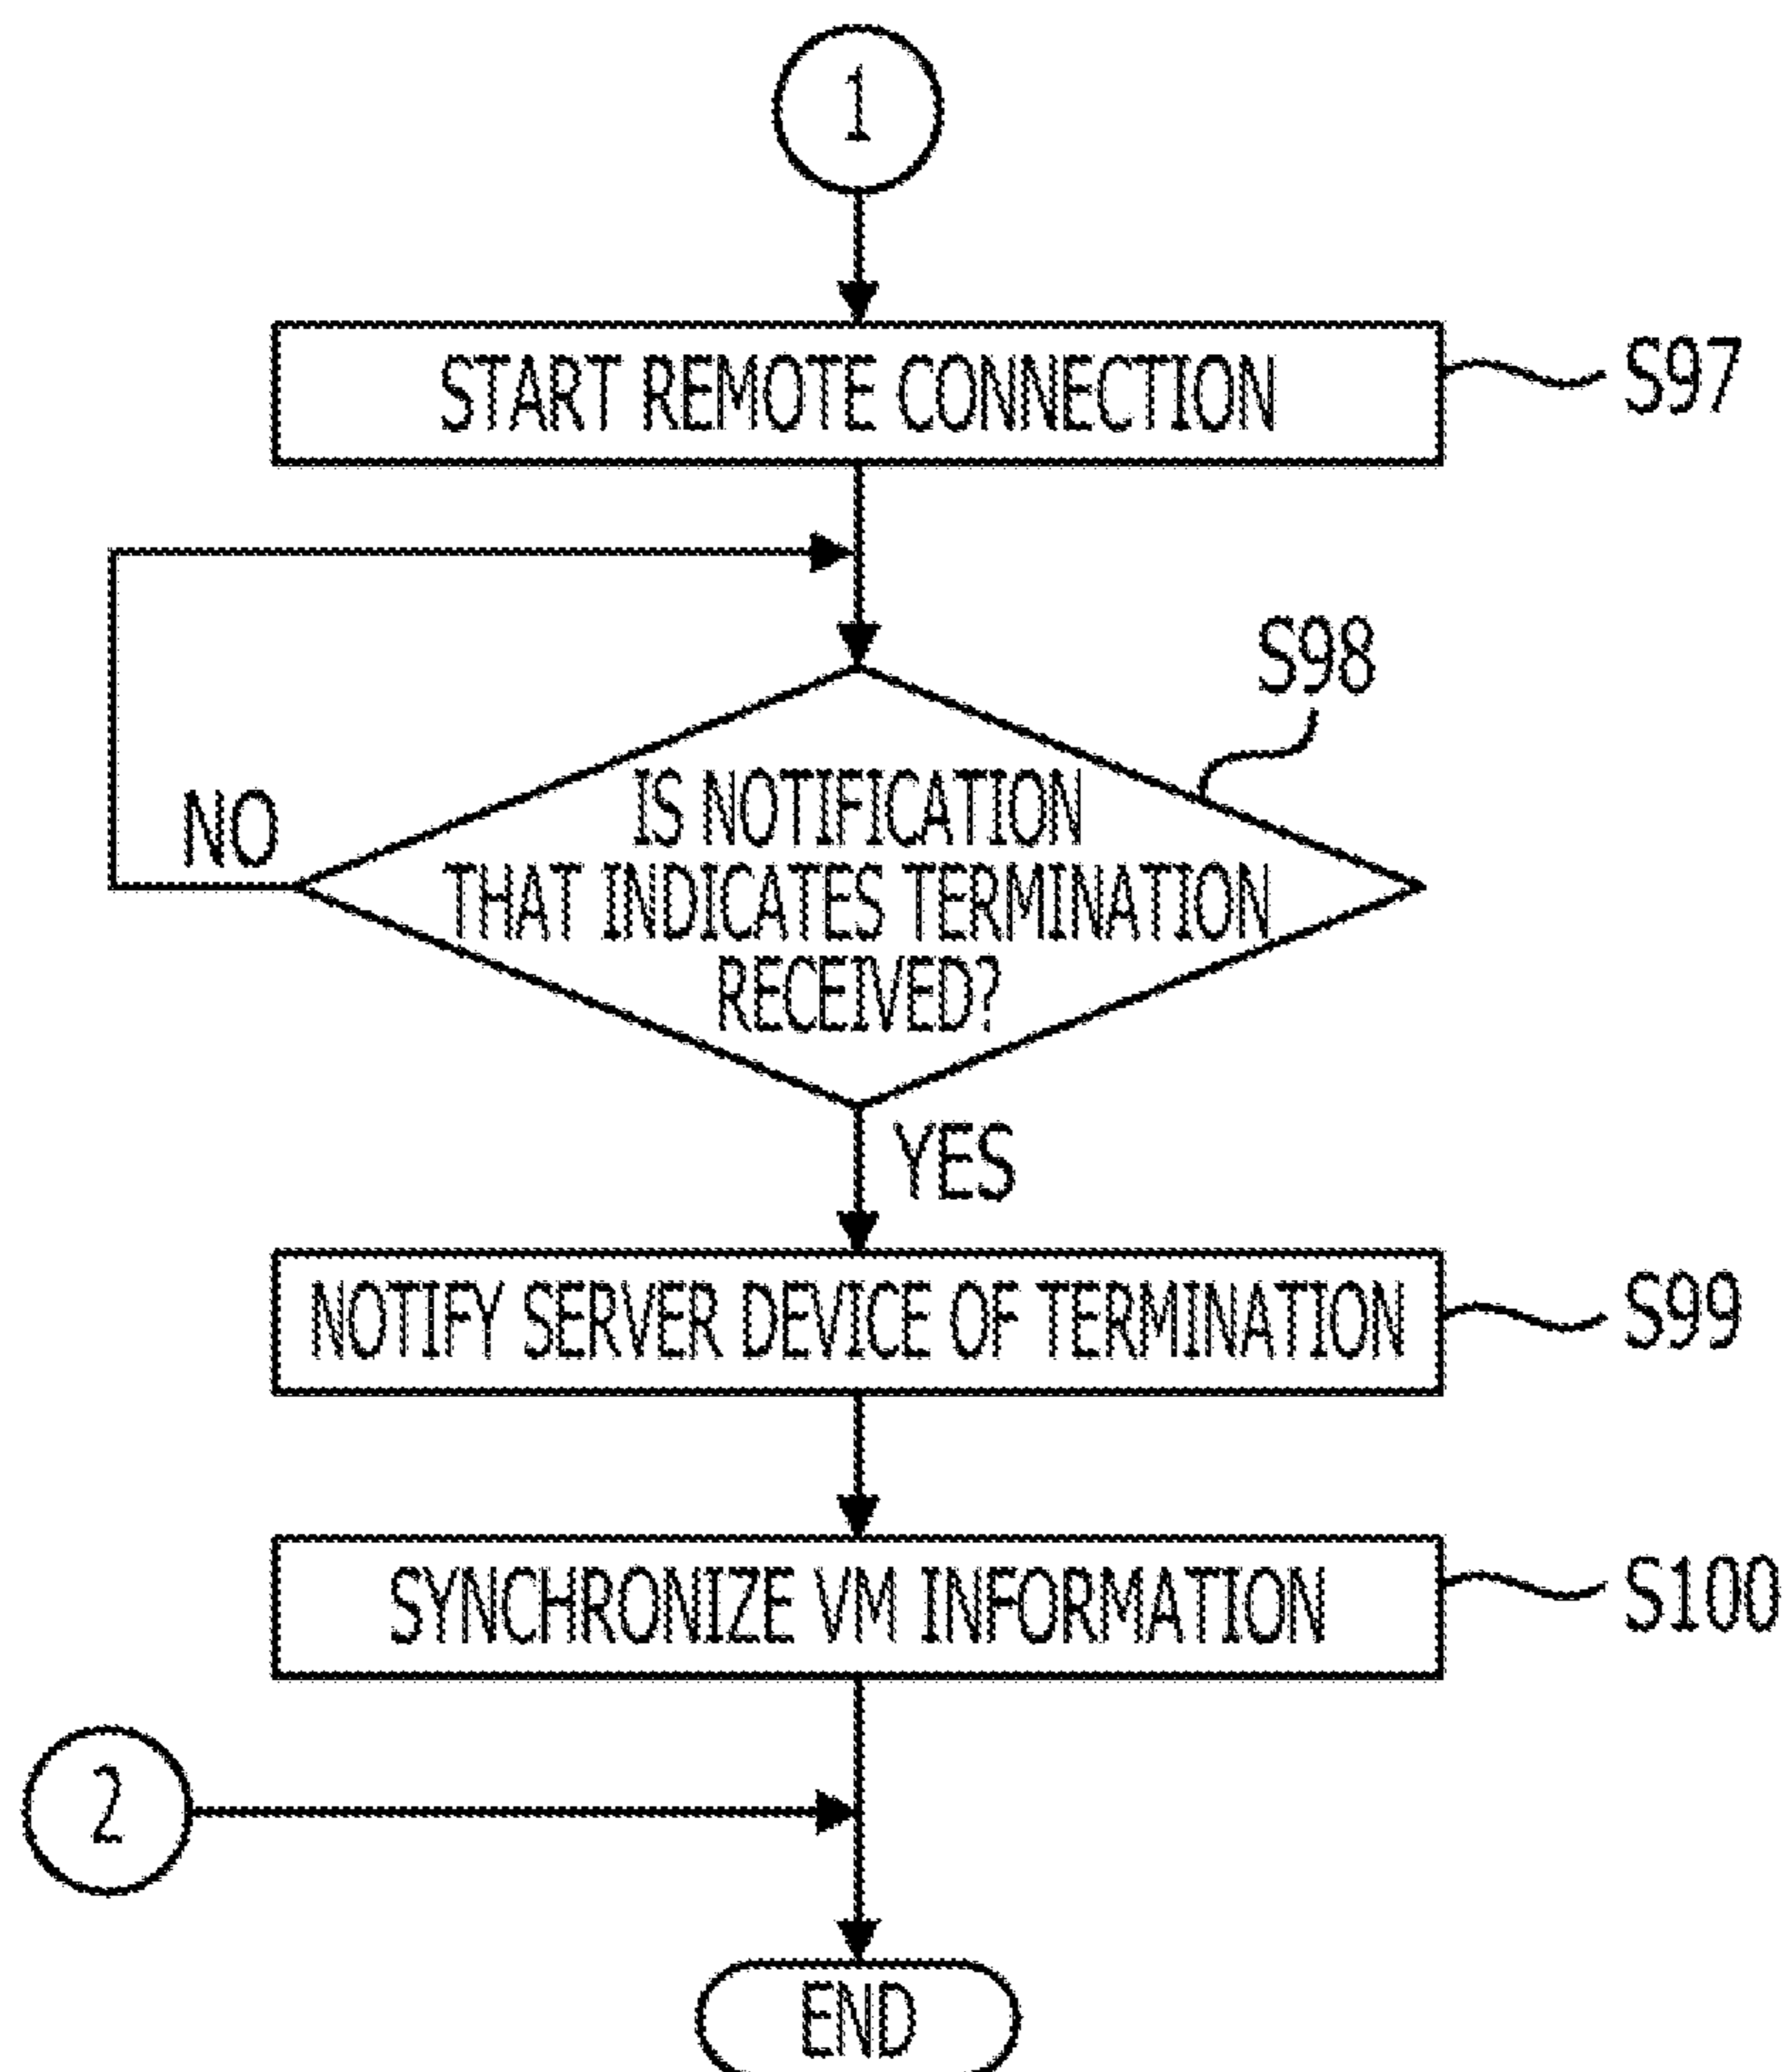 1
START REMOTE CONNECTION
S97
S98
NO
IS NOTIFICATION
THAT INDICATES TERMINATION
RECEIVED?
YES
NOTIFY SERVER DEVICE OF TERMINATION
S99
SYNCHRONIZE VM INFORMATION
S100
2
END